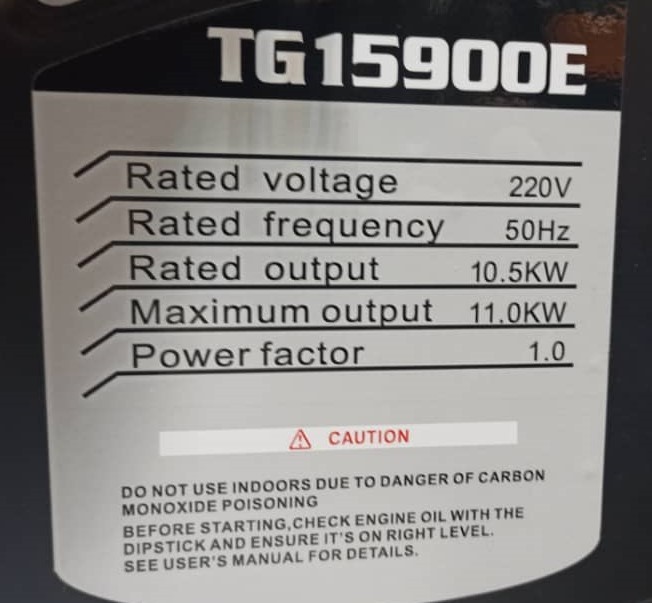 TG15900E
Rated voltage 220V
Rated frequency 50Hz
Rated output 10.5KW
Maximum output 11.0KW
Power factor 1.0
CAUTION
DO NOT USE INDOORS DUE TO DANGER OF CARBON
MONOXIDE POISONING
BEFORE STARTING,CHECK ENGINE OIL WITH THE
DIPSTICK AND ENSURE IT'S ON RIGHT LEVEL.
SEE USER'S MANUAL FOR DETAILS.